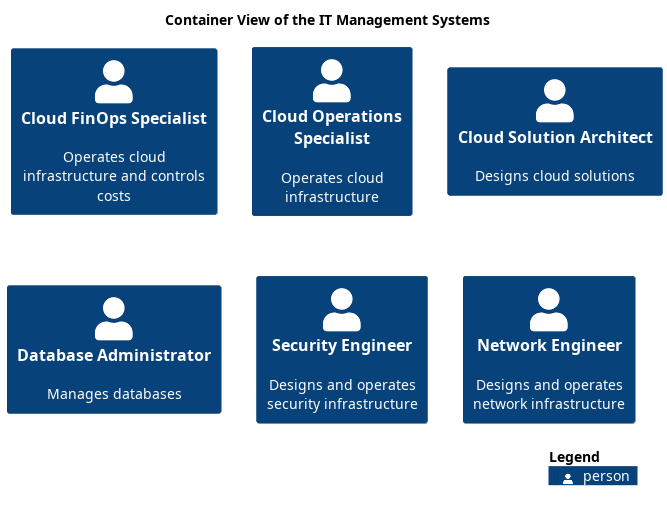 Container View of the IT Management Systems
Cloud FinOps Specialist
Operates cloud
infrastructure and controls
costs
Cloud Operations
Specialist
Operates cloud
infrastructure
Cloud Solution Architect
Designs cloud solutions
Database Administrator
Manages databases
Security Engineer
Designs and operates
security infrastructure
Network Engineer
Designs and operates
network infrastructure
Legend
person